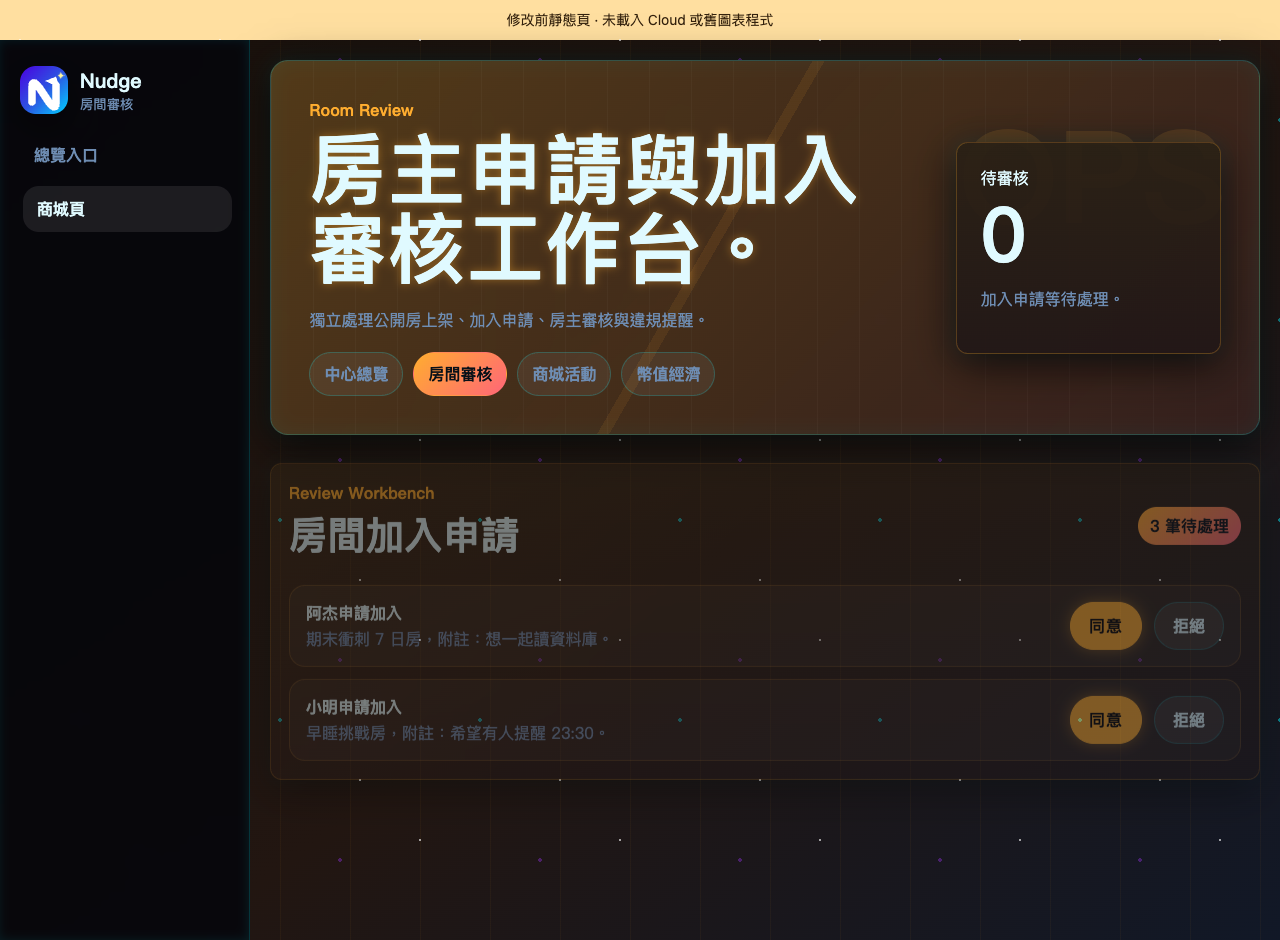 修改前靜態頁 · 未載入 Cloud 或舊圖表程式
Nudge
房間審核
總覽入口
商城頁
Room Review
房主申請與加入
審核工作台。
獨立處理公開房上架、加入申請、房主審核與違規提醒。
中心總覽
房間審核
商城活動
幣值經濟
待審核
0
加入申請等待處理。
Review Workbench
房間加入申請
3 筆待處理
阿杰申請加入
期末衝刺 7 日房，附註：想一起讀資料庫。
同意
拒絕
小明申請加入
早睡挑戰房，附註：希望有人提醒 23:30。
同意
拒絕